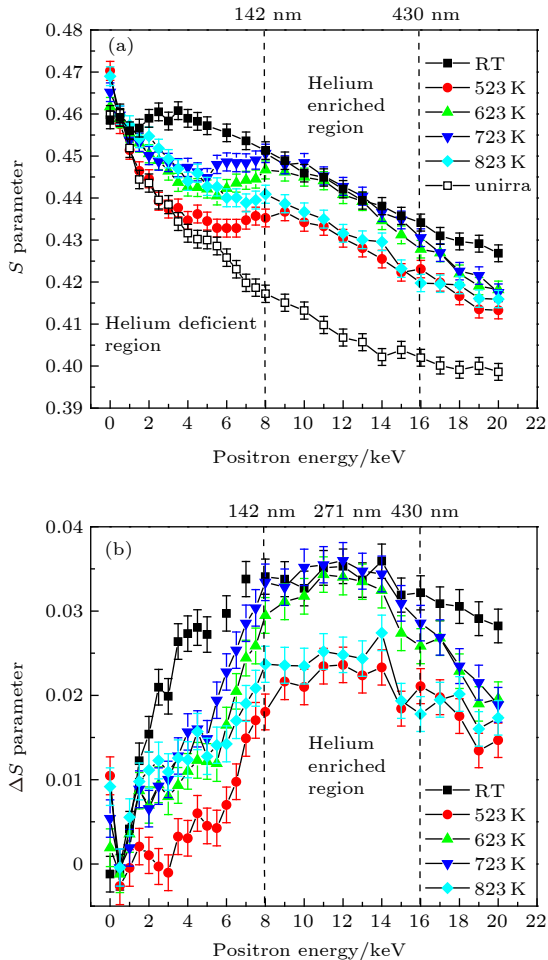 142 nm 430 nm
(a)
0.48
0.47
0.46
0.45
0.44
0.43
0.42
0.41
0.40
0.39
S parameter
Helium
enriched
region
RT
523 K
623 K
723 K
823 K
unirra
Helium deficient
region
0 2 4 6 8 10 12 14 16 18 20 22
Positron energy/keV
142 nm 271 nm 430 nm
(b)
0.04
0.03
0.02
0.01
0
ΔS parameter
Helium
enriched
region
RT
523 K
623 K
723 K
823 K
0 2 4 6 8 10 12 14 16 18 20 22
Positron energy/keV